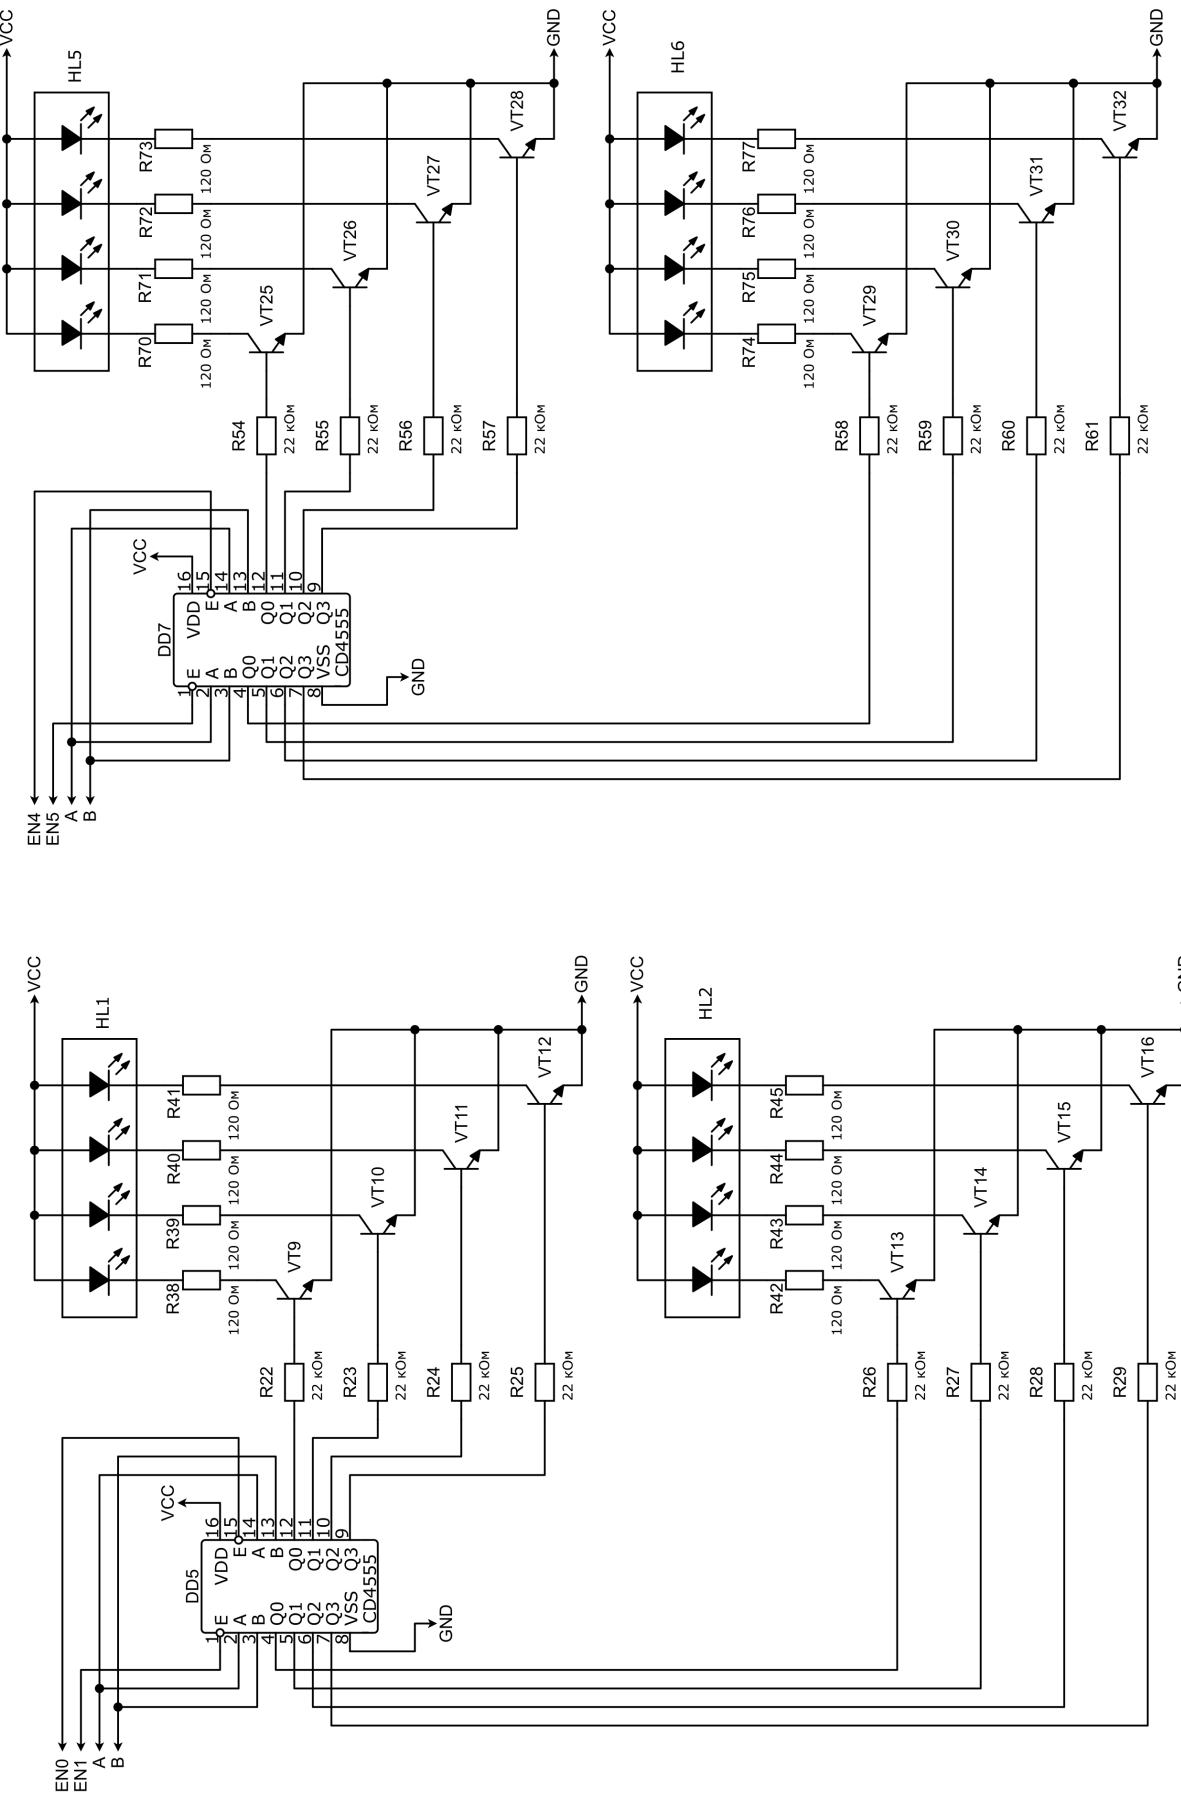 VCC
HL5
GND
R73
120 Ом
VT28
R72
120 Ом
VT27
R71
120 Ом
VT26
R70
120 Ом
VT25
R54
22 кОм
R55
22 кОм
R56
22 кОм
R57
22 кОм
VCC
DD7
16 15 14 13 12 11 10 9
VDD E A B Q0 Q1 Q2 Q3
E A B Q0 Q1 Q2 Q3 VSS
CD4555
1 2 3 4 5 6 7 8
GND
EN4
EN5
A
B
VCC
HL6
GND
R77
120 Ом
VT32
R76
120 Ом
VT31
R75
120 Ом
VT30
R74
120 Ом
VT29
R58
22 кОм
R59
22 кОм
R60
22 кОм
R61
22 кОм
VCC
HL1
GND
R41
120 Ом
VT12
R40
120 Ом
VT11
R39
120 Ом
VT10
R38
120 Ом
VT9
R22
22 кОм
R23
22 кОм
R24
22 кОм
R25
22 кОм
VCC
DD5
16 15 14 13 12 11 10 9
VDD E A B Q0 Q1 Q2 Q3
E A B Q0 Q1 Q2 Q3 VSS
CD4555
1 2 3 4 5 6 7 8
GND
EN0
EN1
A
B
VCC
HL2
GND
R45
120 Ом
VT16
R44
120 Ом
VT15
R43
120 Ом
VT14
R42
120 Ом
VT13
R26
22 кОм
R27
22 кОм
R28
22 кОм
R29
22 кОм